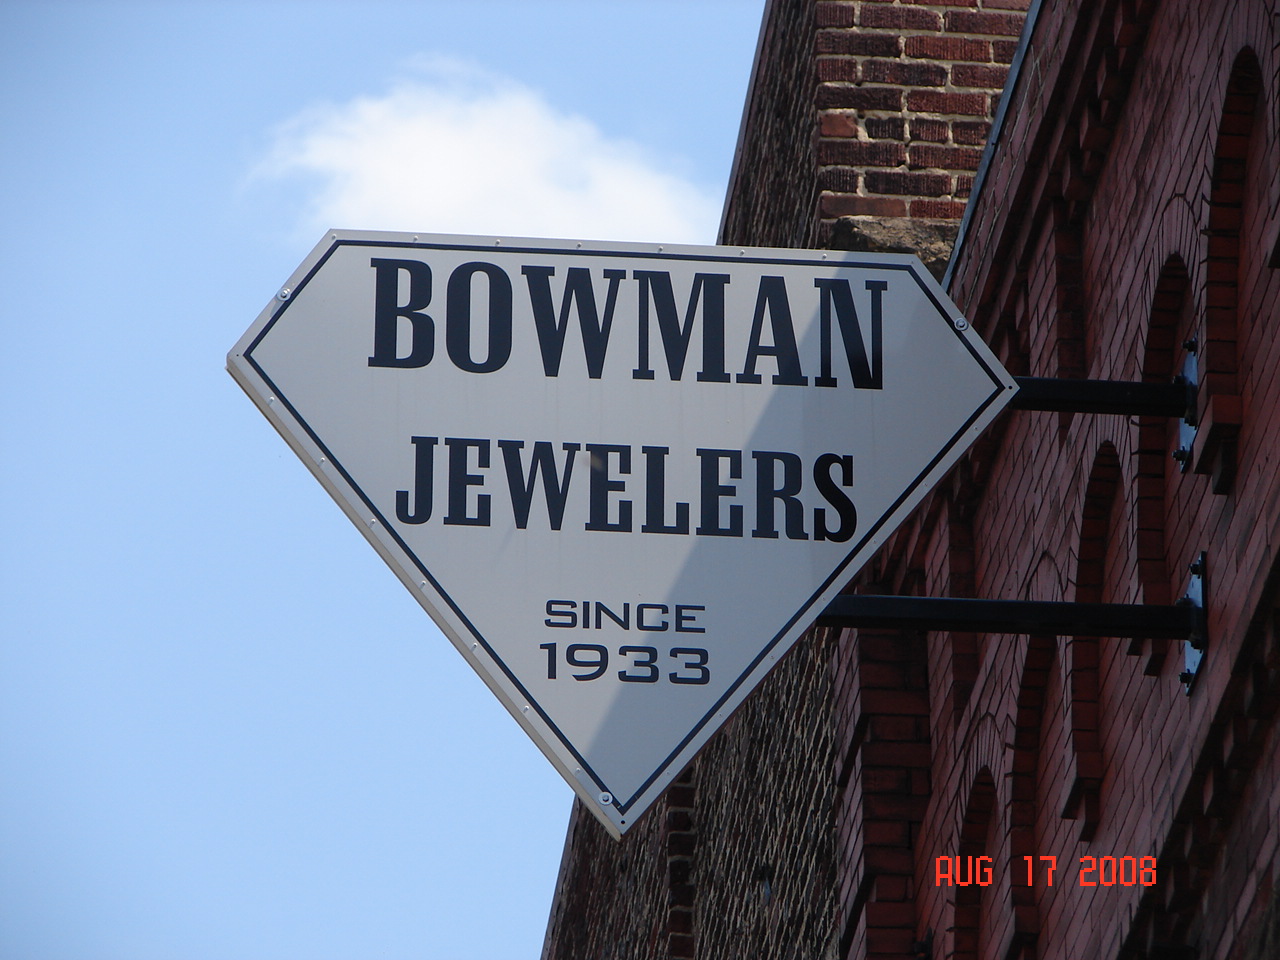 BOWMAN
JEWELERS
SINCE
1933
AUG 17 2008